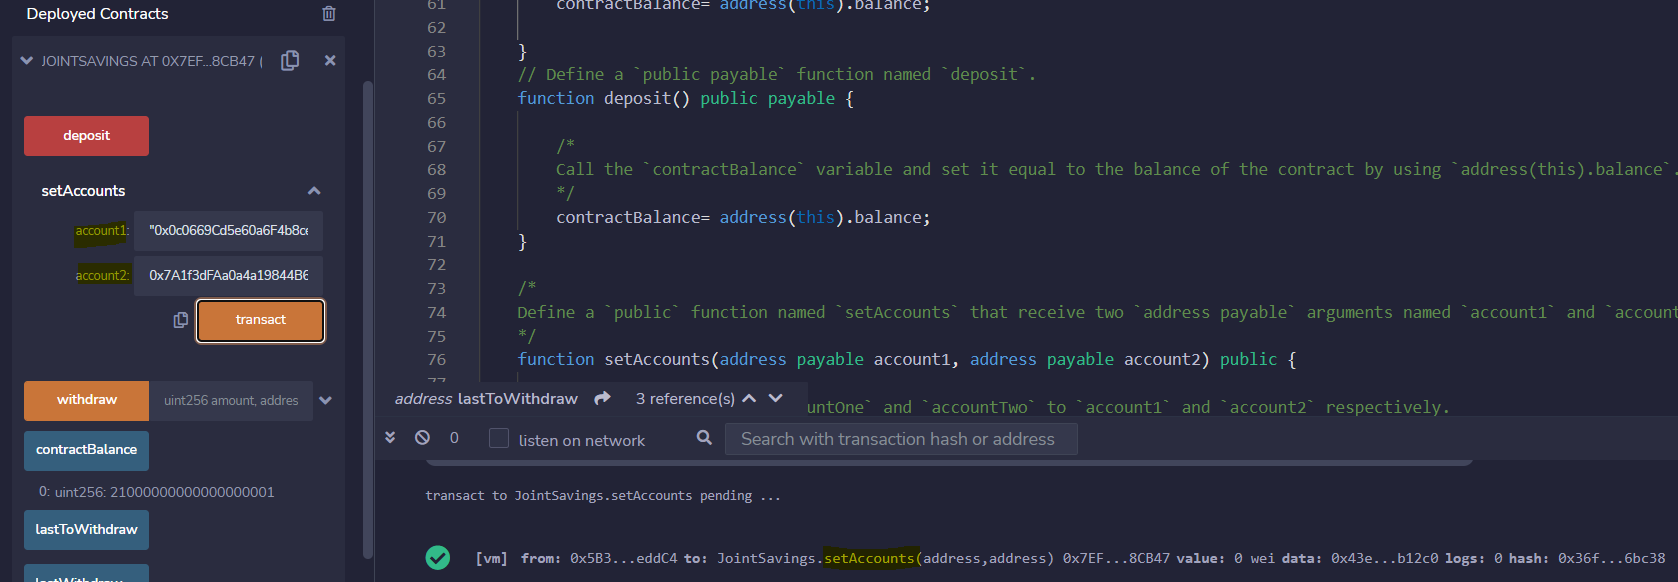 Deployed Contracts
JOINTSAVINGS AT 0X7EF...8CB47 (
deposit
setAccounts
account1: "0x0c0669Cd5e60a6F4b8ce
account2: 0x7A1f3dFAa0a4a19844B6
transact
withdraw uint256 amount, addres
contractBalance
0: uint256: 21000000000000000001
lastToWithdraw
61 contractBalance= address(this).balance;
62
63 }
64 // Define a `public payable` function named `deposit`.
65 function deposit() public payable {
66
67 /*
68 Call the `contractBalance` variable and set it equal to the balance of the contract by using `address(this).balance`.
69 */
70 contractBalance= address(this).balance;
71 }
72
73 /*
74 Define a `public` function named `setAccounts` that receive two `address payable` arguments named `account1` and `account
75 */
76 function setAccounts(address payable account1, address payable account2) public {
77
address lastToWithdraw 3 reference(s)
untOne` and `accountTwo` to `account1` and `account2` respectively.
0 listen on network Search with transaction hash or address
transact to JointSavings.setAccounts pending ...
[vm] from: 0x5B3...eddC4 to: JointSavings.setAccounts(address,address) 0x7EF...8CB47 value: 0 wei data: 0x43e...b12c0 logs: 0 hash: 0x36f...6bc38